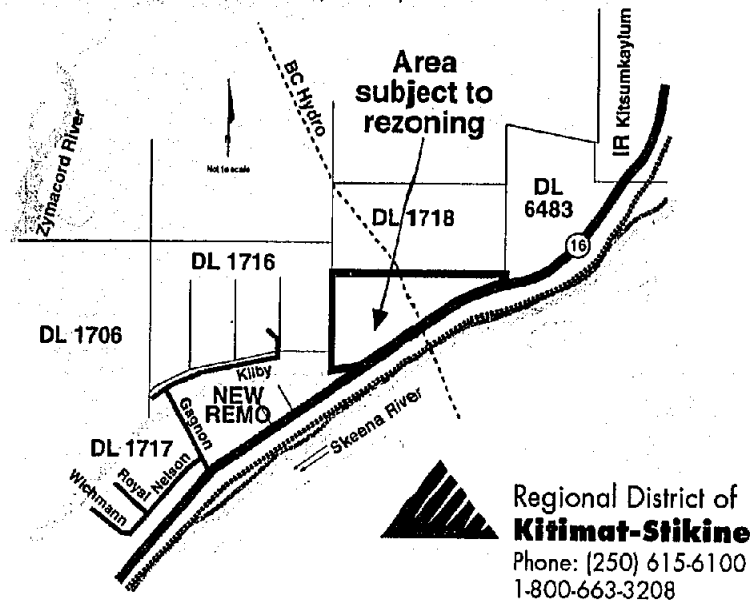 BC Hydro
Area
subject to
rezoning
IR Kitsumkaylum
Zymacord River
Not to scale
DL 1718
DL
6483
16
DL 1716
DL 1706
Kilby
NEW
REMO
Gagnon
Skeena River
DL 1717
Nelson
Royal
Wichmann
Regional District of
Kitimat-Stikine
Phone: (250) 615-6100
1-800-663-3208